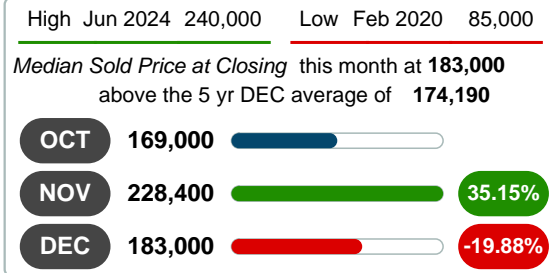 High Jun 2024 240,000 Low Feb 2020 85,000
Median Sold Price at Closing this month at 183,000
above the 5 yr DEC average of 174,190
OCT 169,000
NOV 228,400 35.15%
DEC 183,000 -19.88%